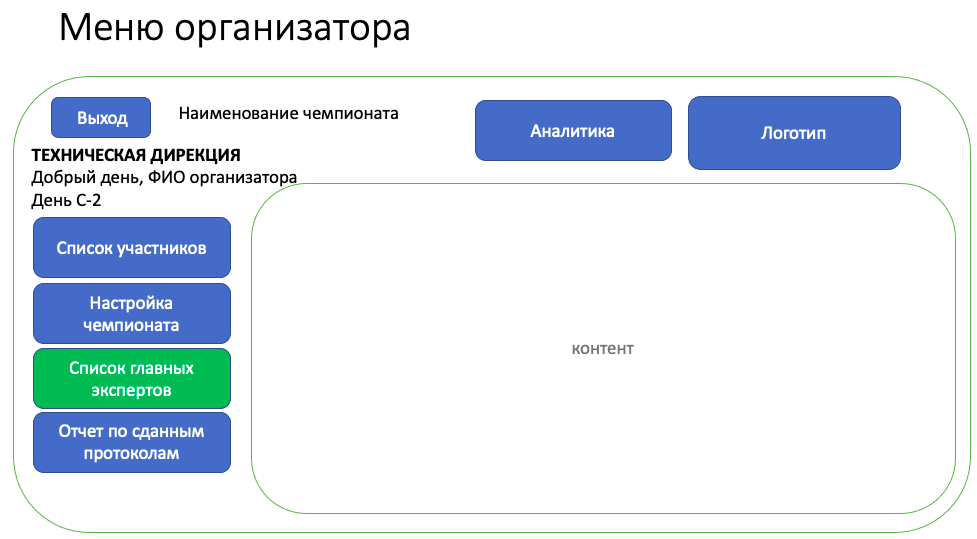 Меню организатора
Выход
Наименование чемпионата
Аналитика
Логотип
ТЕХНИЧЕСКАЯ ДИРЕКЦИЯ
Добрый день, ФИО организатора
День С-2
Список участников
Настройка
чемпионата
Список главных
экспертов
Отчет по сданным
протоколам
контент